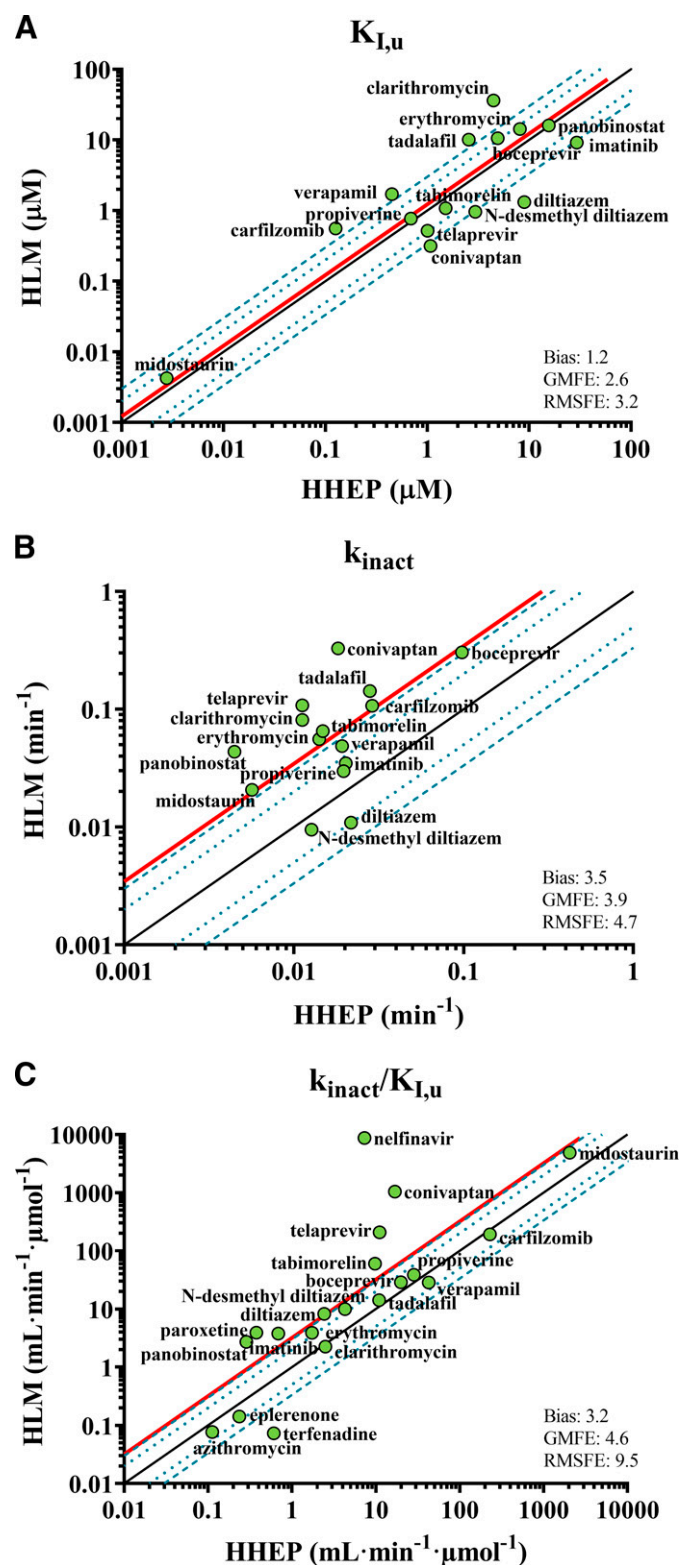 A
K_I,u
100
10
1
0.1
0.01
0.001
HLM (μM)
clarithromycin
erythromycin
tadalafil
panobinostat
imatinib
boceprevir
verapamil
tabimorelin
diltiazem
propiverine
N-desmethyl diltiazem
carfilzomib
telaprevir
conivaptan
midostaurin
Bias: 1.2
GMFE: 2.6
RMSFE: 3.2
0.001 0.01 0.1 1 10 100
HHEP (μM)
B
k_inact
1
0.1
0.01
0.001
HLM (min⁻¹)
conivaptan
boceprevir
tadalafil
telaprevir
carfilzomib
clarithromycin
tabimorelin
erythromycin
verapamil
panobinostat
imatinib
propiverine
midostaurin
diltiazem
N-desmethyl diltiazem
Bias: 3.5
GMFE: 3.9
RMSFE: 4.7
0.001 0.01 0.1 1
HHEP (min⁻¹)
C
k_inact/K_I,u
10000
1000
100
10
1
0.1
0.01
HLM (mL·min⁻¹·μmol⁻¹)
nelfinavir
midostaurin
conivaptan
telaprevir
carfilzomib
tabimorelin
propiverine
boceprevir
verapamil
N-desmethyl diltiazem
tadalafil
diltiazem
paroxetine
erythromycin
imatinib
clarithromycin
panobinostat
eplerenone
terfenadine
azithromycin
Bias: 3.2
GMFE: 4.6
RMSFE: 9.5
0.01 0.1 1 10 100 1000 10000
HHEP (mL·min⁻¹·μmol⁻¹)